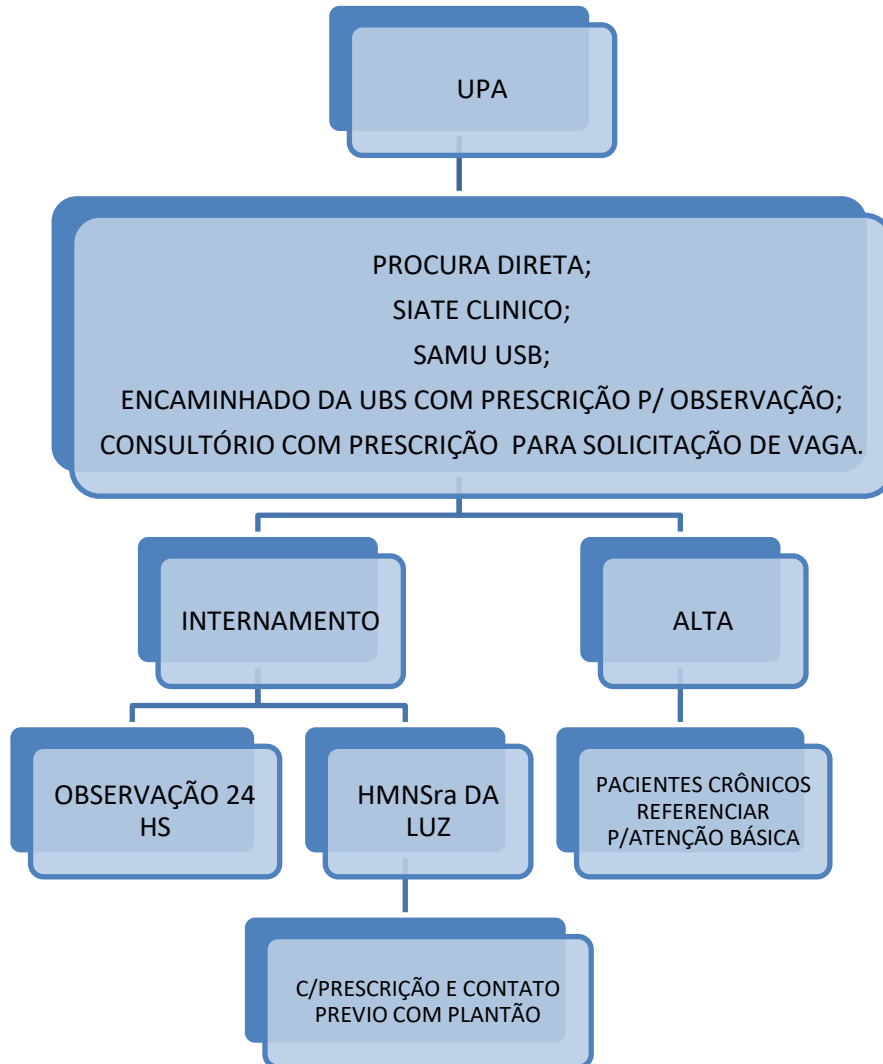 UPA
PROCURA DIRETA;
SIATE CLINICO;
SAMU USB;
ENCAMINHADO DA UBS COM PRESCRIÇÃO P/ OBSERVAÇÃO;
CONSULTÓRIO COM PRESCRIÇÃO PARA SOLICITAÇÃO DE VAGA.
INTERNAMENTO
ALTA
OBSERVAÇÃO 24
HS
HMNSra DA
LUZ
PACIENTES CRÔNICOS
REFERENCIAR
P/ATENÇÃO BÁSICA
C/PRESCRIÇÃO E CONTATO
PREVIO COM PLANTÃO